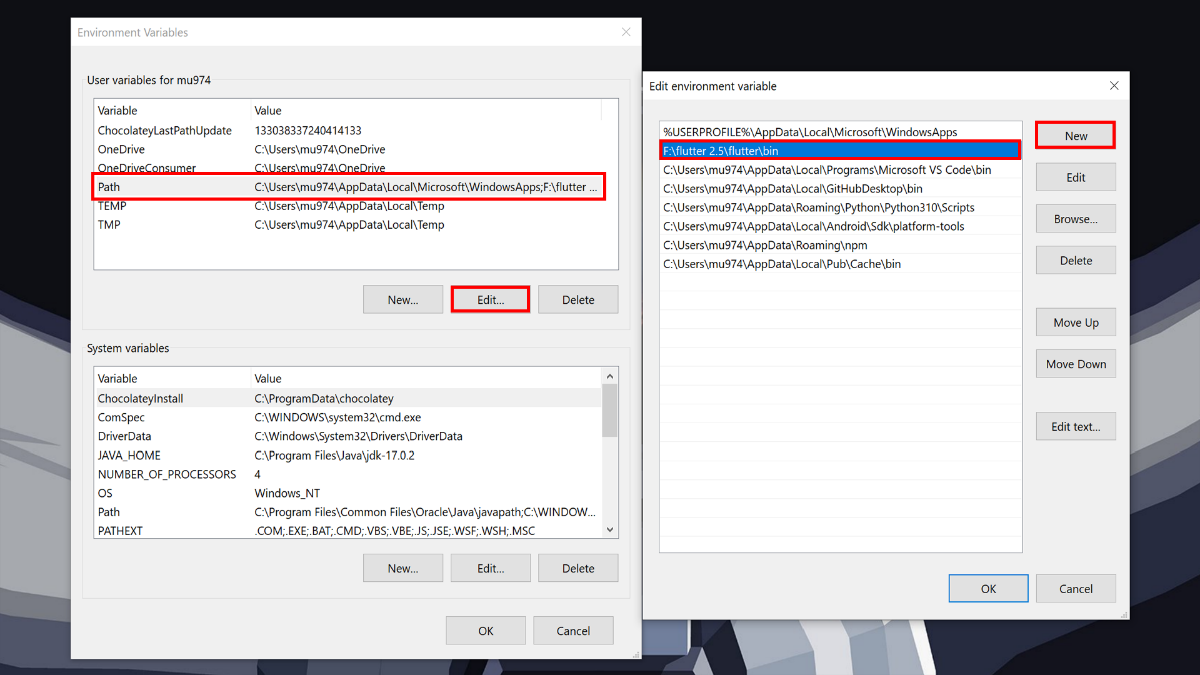 Environment Variables
User variables for mu974
Variable Value
ChocolateyLastPathUpdate 133038337240414133
OneDrive C:\Users\mu974\OneDrive
OneDriveConsumer C:\Users\mu974\OneDrive
Path C:\Users\mu974\AppData\Local\Microsoft\WindowsApps;F:\flutter ...
TEMP C:\Users\mu974\AppData\Local\Temp
TMP C:\Users\mu974\AppData\Local\Temp
New... Edit... Delete
System variables
Variable Value
ChocolateyInstall C:\ProgramData\chocolatey
ComSpec C:\WINDOWS\system32\cmd.exe
DriverData C:\Windows\System32\Drivers\DriverData
JAVA_HOME C:\Program Files\Java\jdk-17.0.2
NUMBER_OF_PROCESSORS 4
OS Windows_NT
Path C:\Program Files\Common Files\Oracle\Java\javapath;C:\WINDOW...
PATHEXT .COM;.EXE;.BAT;.CMD;.VBS;.VBE;.JS;.JSE;.WSF;.WSH;.MSC
New... Edit... Delete
OK Cancel
Edit environment variable
%USERPROFILE%\AppData\Local\Microsoft\WindowsApps
F:\flutter 2.5\flutter\bin
C:\Users\mu974\AppData\Local\Programs\Microsoft VS Code\bin
C:\Users\mu974\AppData\Local\GitHubDesktop\bin
C:\Users\mu974\AppData\Roaming\Python\Python310\Scripts
C:\Users\mu974\AppData\Local\Android\Sdk\platform-tools
C:\Users\mu974\AppData\Roaming\npm
C:\Users\mu974\AppData\Local\Pub\Cache\bin
New
Edit
Browse...
Delete
Move Up
Move Down
Edit text...
OK Cancel